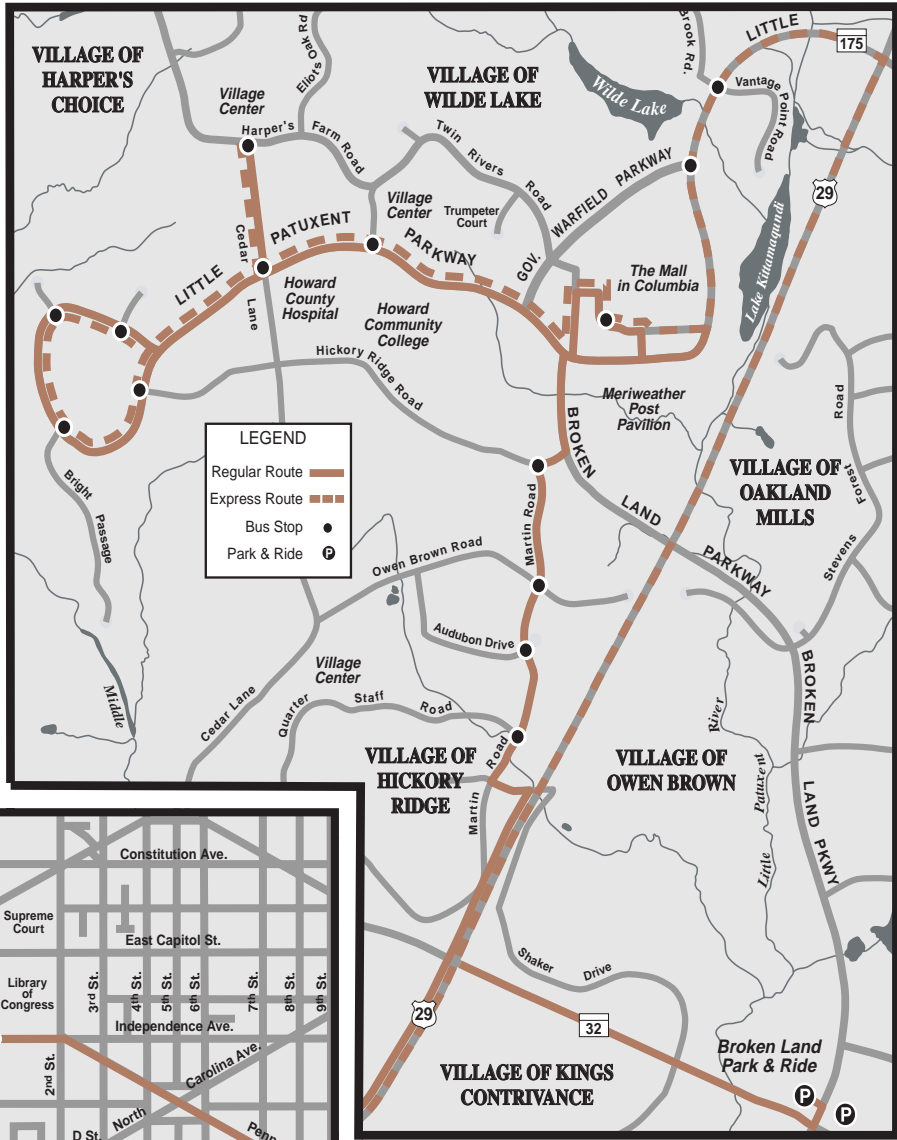 VILLAGE OF
HARPER'S
CHOICE
Village
Center
Eliots Oak Rd
VILLAGE OF
WILDE LAKE
Wilde Lake
Brook Rd.
LITTLE
175
Vantage Point Road
Harper's Farm Road
Twin Rivers Road
Village
Center
Trumpeter
Court
GOV. WARFIELD PARKWAY
29
Cedar Lane
LITTLE PATUXENT PARKWAY
Howard
County
Hospital
Howard
Community
College
The Mall
in Columbia
Lake Kittamaqundi
Hickory Ridge Road
Meriweather
Post
Pavilion
BROKEN LAND PARKWAY
VILLAGE OF
OAKLAND
MILLS
Stevens Forest Road
LEGEND
Regular Route
Express Route
Bus Stop
Park & Ride P
Bright Passage
Martin Road
Owen Brown Road
Audubon Drive
Village
Center
Cedar Lane
Quarter Staff Road
Middle
VILLAGE OF
HICKORY
RIDGE
Martin Road
VILLAGE OF
OWEN BROWN
Little Patuxent River
BROKEN LAND PKWY
Shaker Drive
29
32
VILLAGE OF KINGS
CONTRIVANCE
Broken Land
Park & Ride
P
P
Constitution Ave.
Supreme
Court
East Capitol St.
Library
of
Congress
3rd St.
4th St.
5th St.
6th St.
7th St.
8th St.
9th St.
Independence Ave.
2nd St.
North Carolina Ave.
D St.
Penn